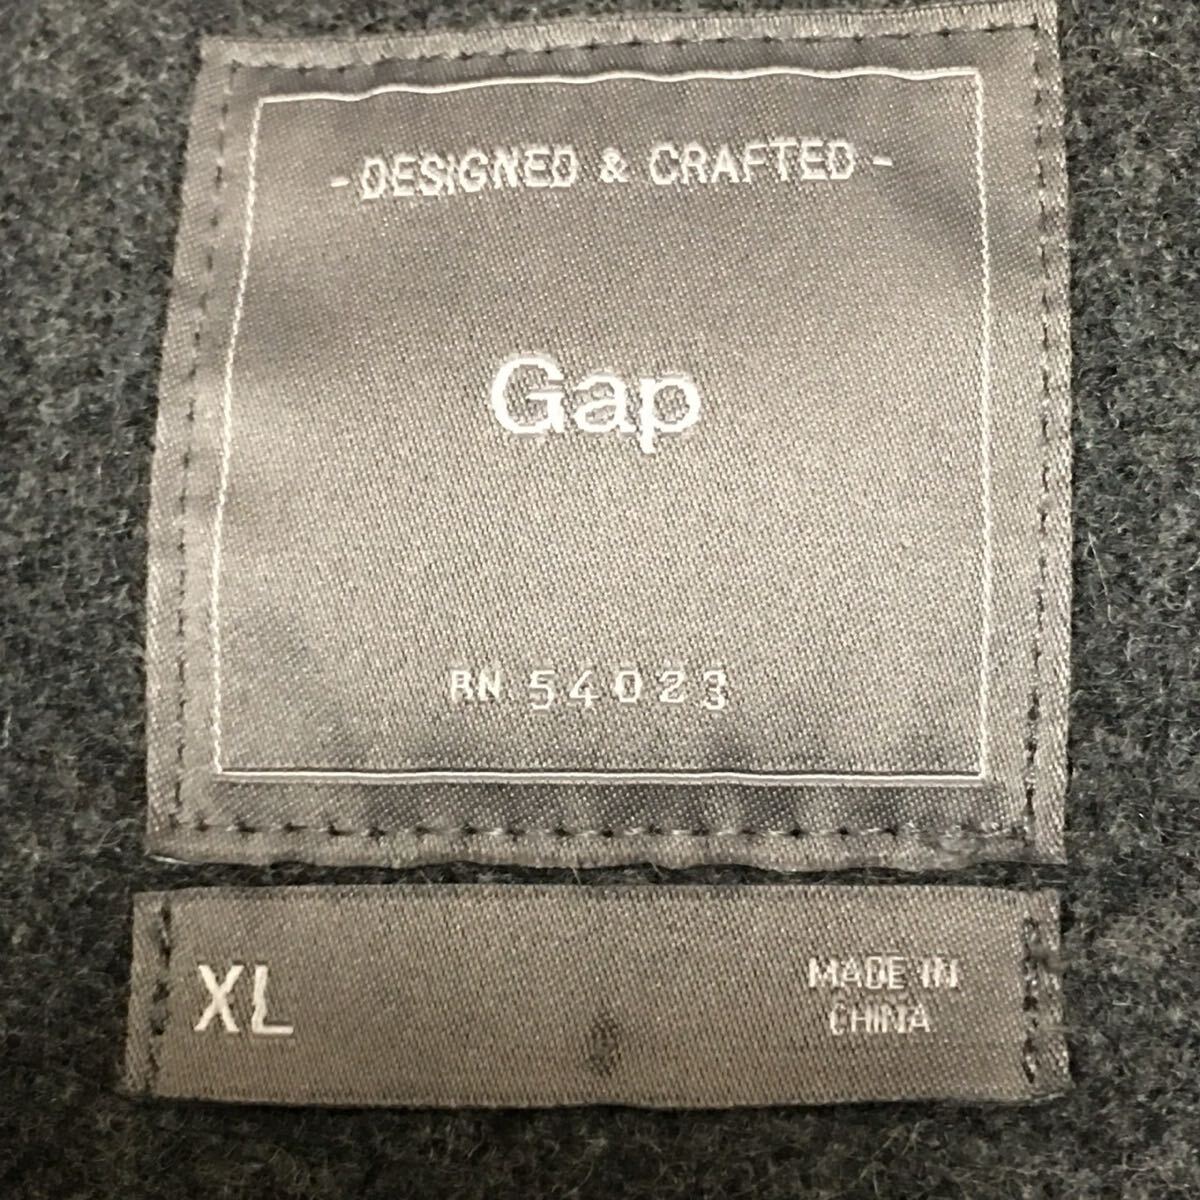 - DESIGNED & CRAFTED -
Gap
RN 54023
XL
MADE IN
CHINA